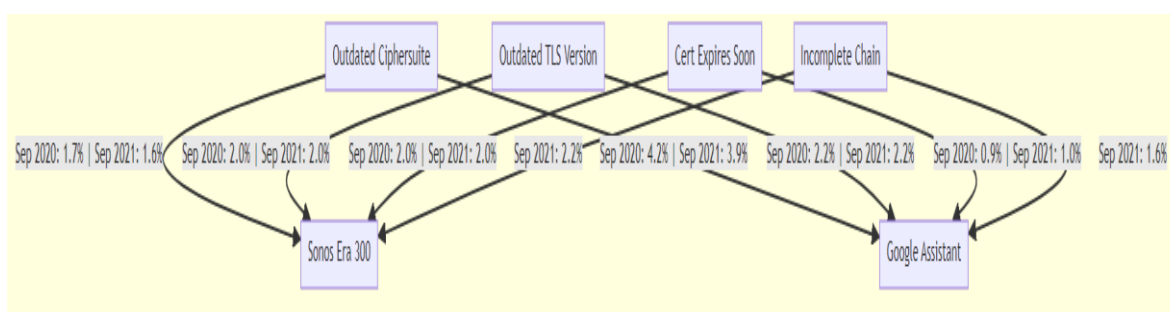 Outdated Ciphersuite
Outdated TLS Version
Cert Expires Soon
Incomplete Chain
Sep 2020: 1.7% | Sep 2021: 1.6%
Sep 2020: 2.0% | Sep 2021: 2.0%
Sep 2020: 2.0% | Sep 2021: 2.0%
Sep 2021: 2.2%
Sep 2020: 4.2% | Sep 2021: 3.9%
Sep 2020: 2.2% | Sep 2021: 2.2%
Sep 2020: 0.9% | Sep 2021: 1.0%
Sep 2021: 1.6%
Sonos Era 300
Google Assistant